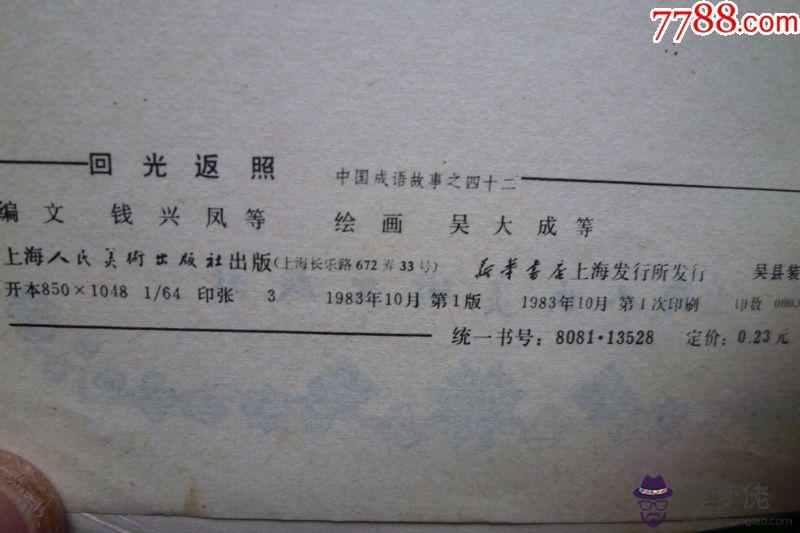 7788.com
回光返照 中国成语故事之四十二
编文 钱兴凤等 绘画 吴大成等
上海人民美術出版社出版(上海长乐路672弄33号) 新华書店上海发行所发行 吴县装
开本850×1048 1/64 印张 3 1983年10月 第1版 1983年10月 第1次印刷 印数 000,
统一书号: 8081·13528 定价: 0.23元